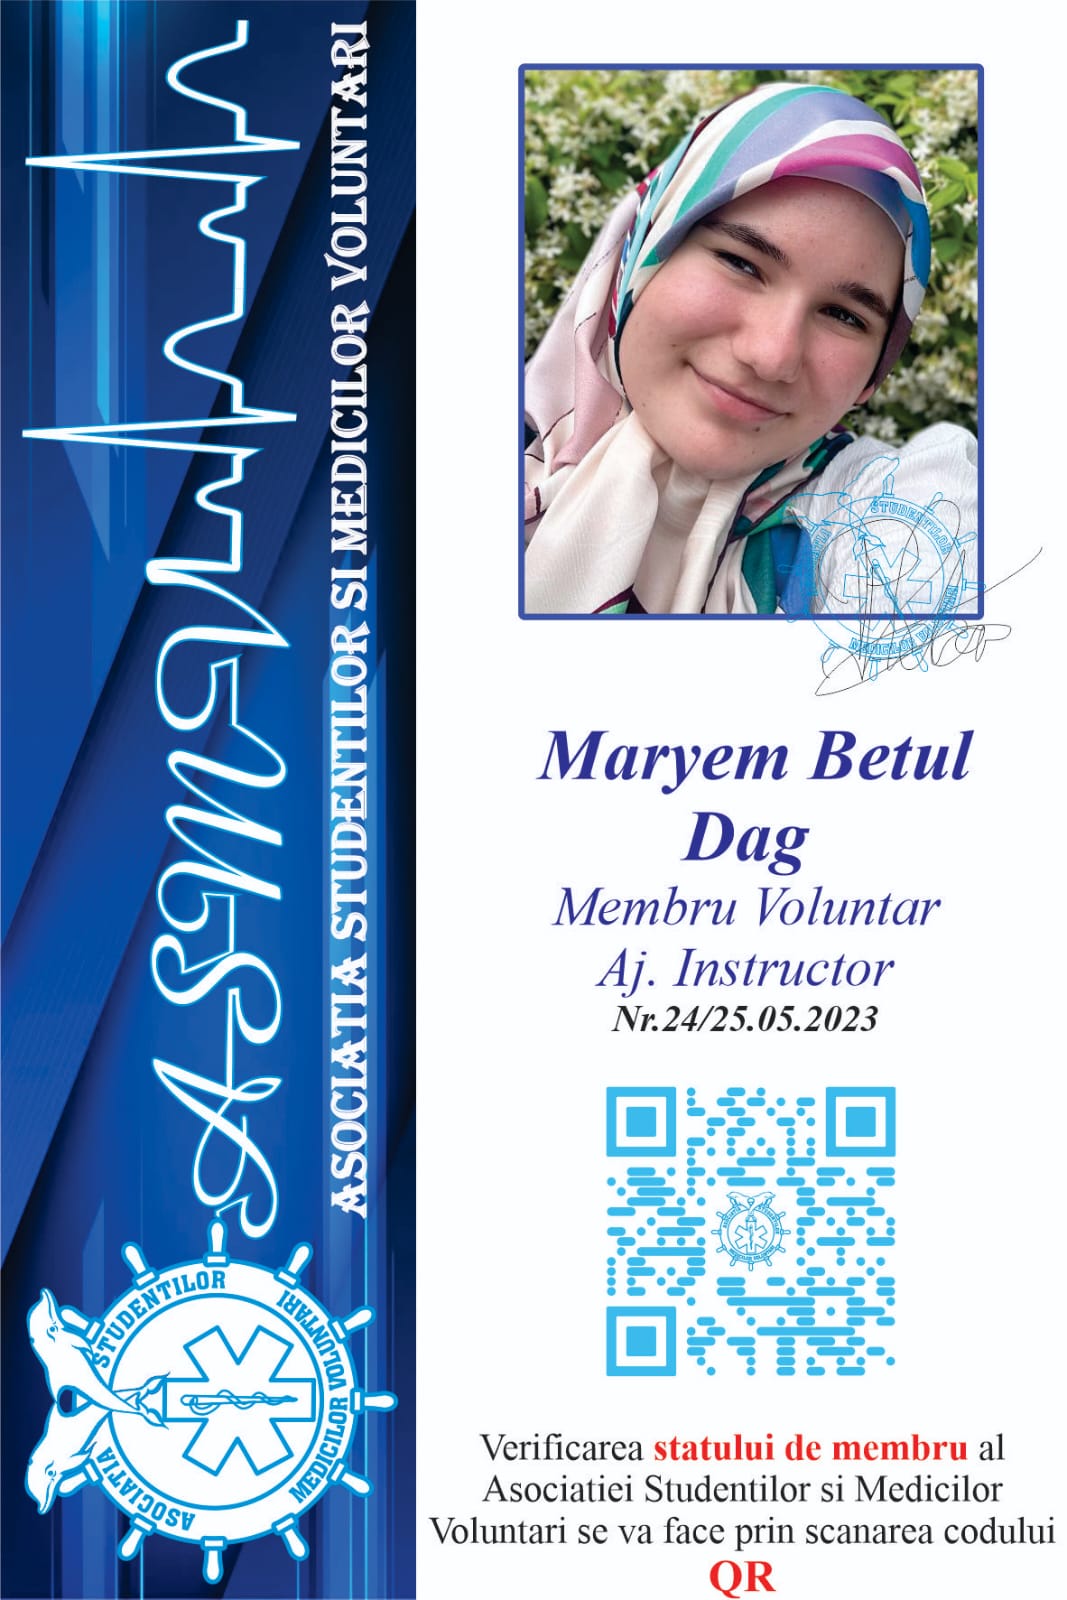 ASMV
ASOCIATIA STUDENTILOR SI MEDICILOR VOLUNTARI
ASOCIATIA STUDENTILOR
MEDICILOR VOLUNTARI
STUDENTILOR
MEDICILOR
Maryem Betul
Dag
Membru Voluntar
Aj. Instructor
Nr.24/25.05.2023
Verificarea statului de membru al
Asociatiei Studentilor si Medicilor
Voluntari se va face prin scanarea codului
QR